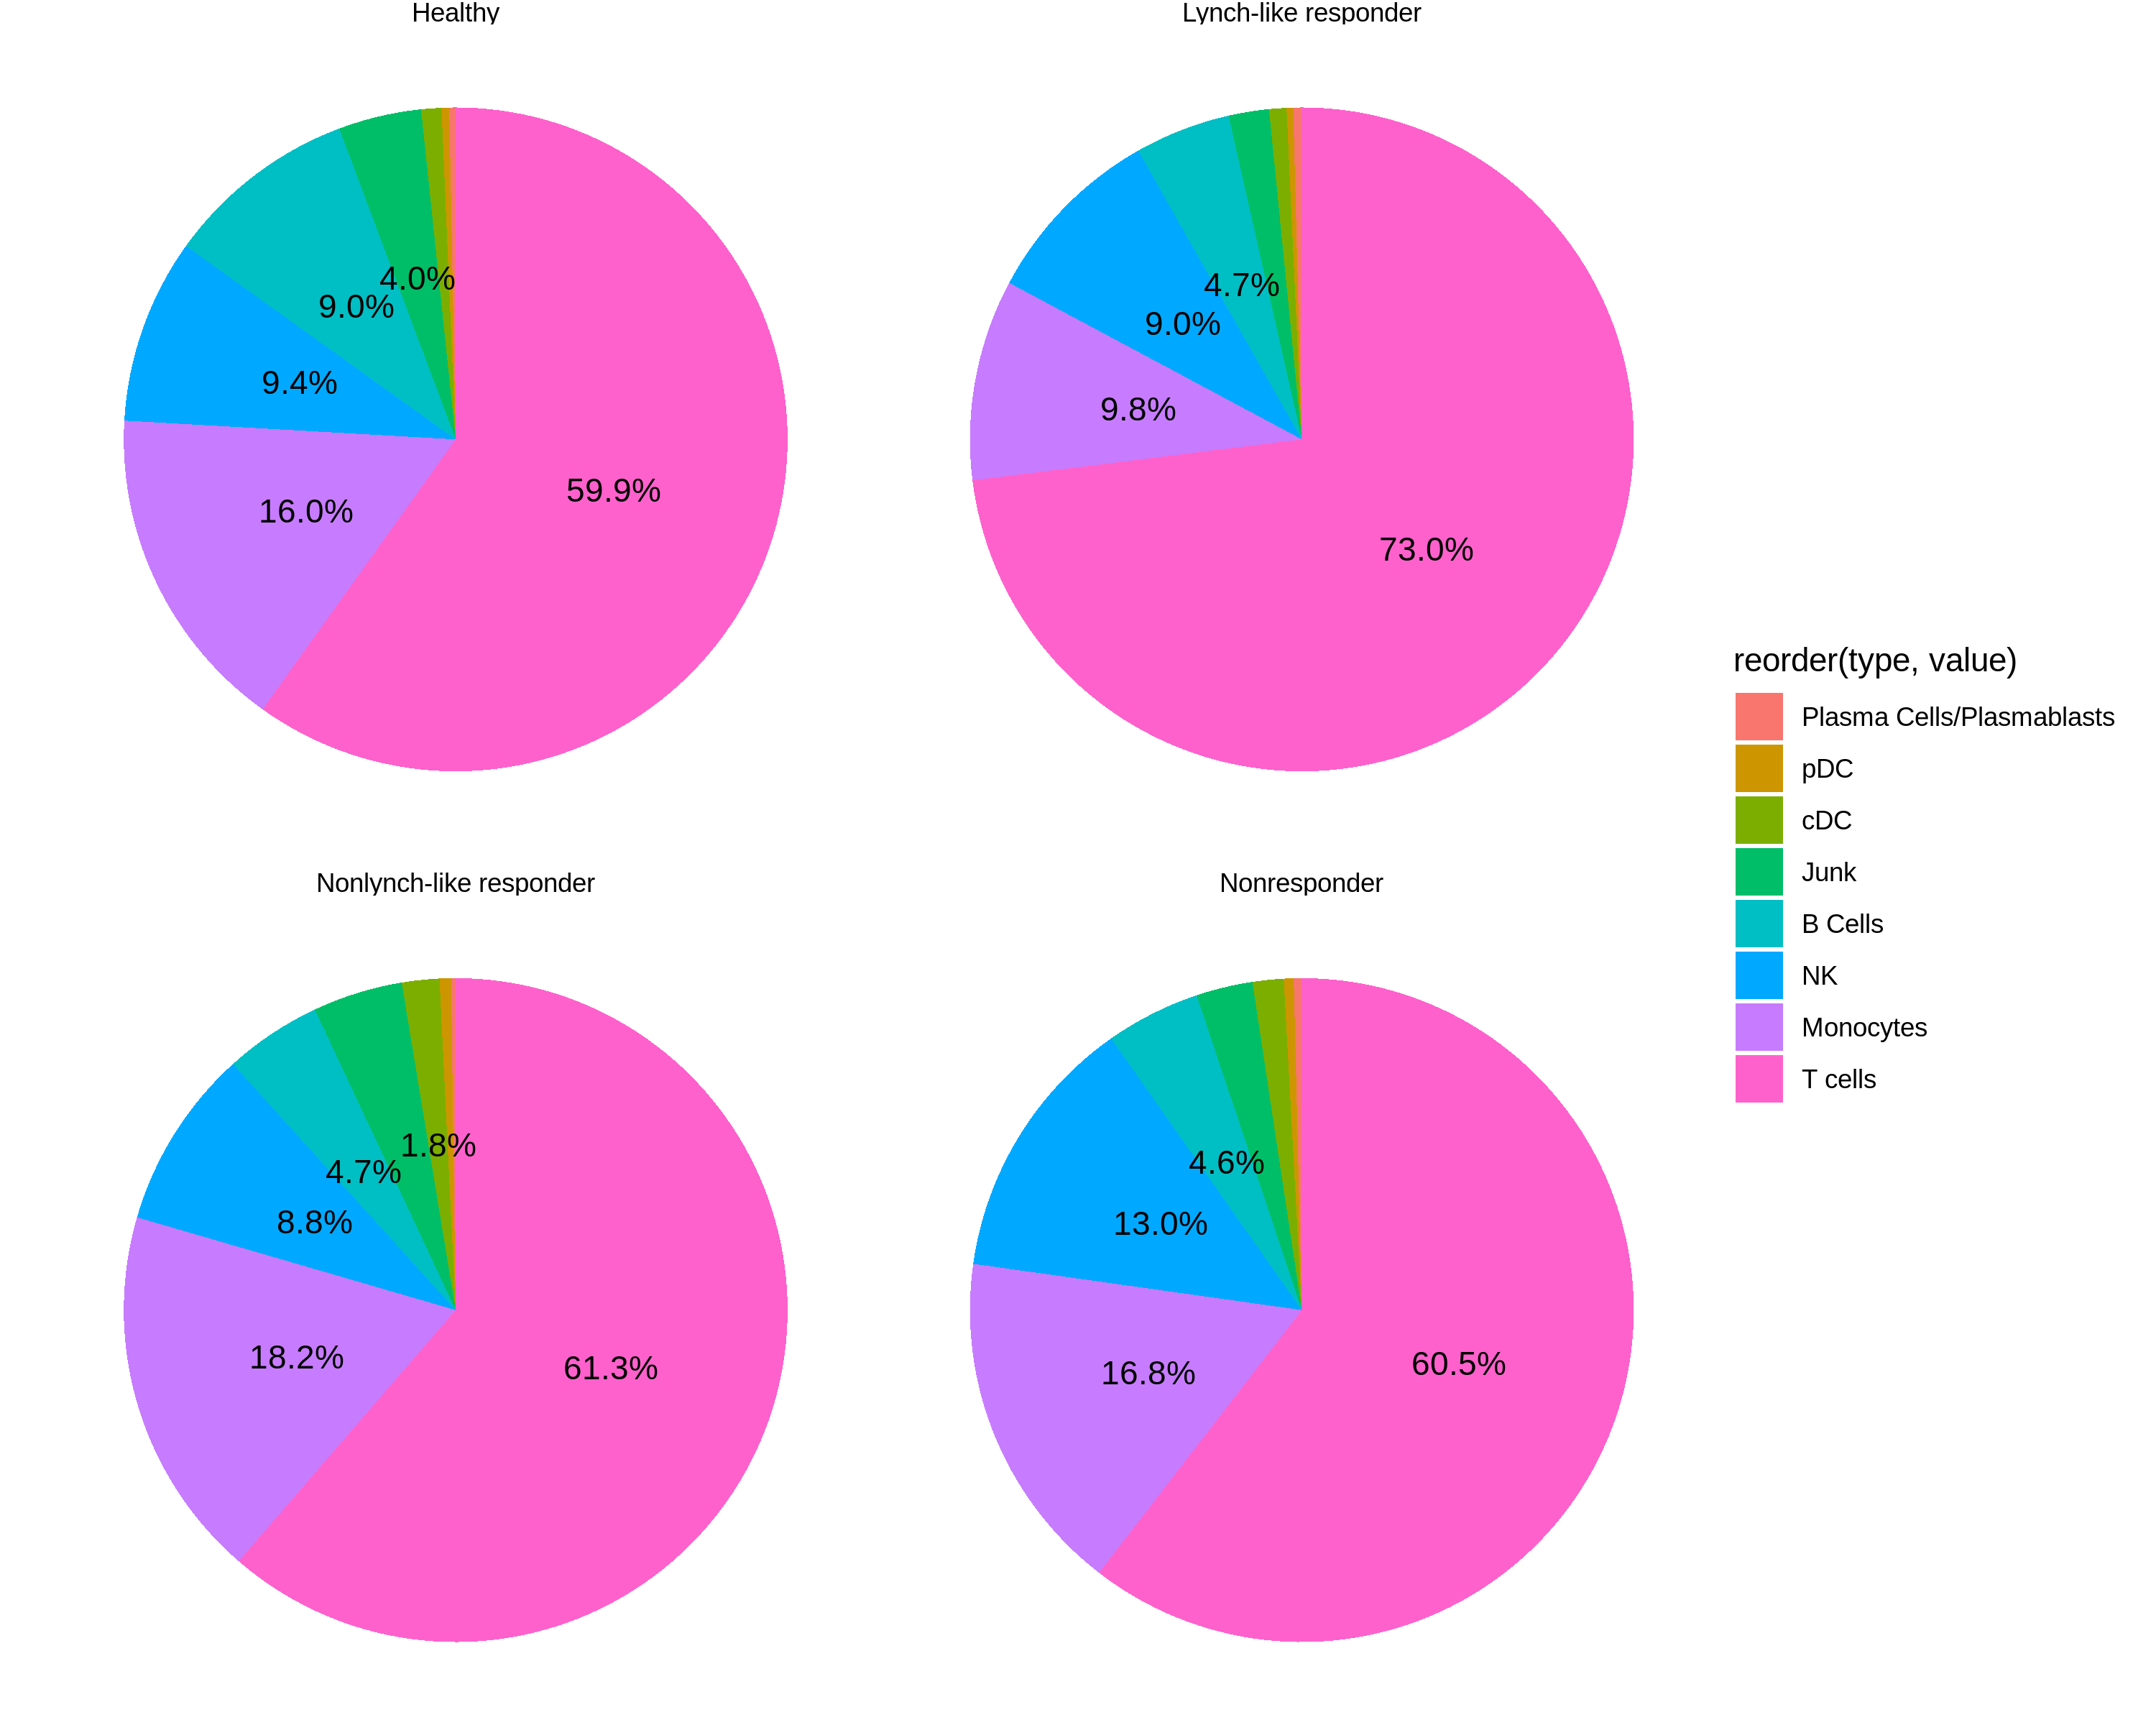 Healthy
Lynch-like responder
4.0%
9.0%
9.4%
16.0%
59.9%
4.7%
9.0%
9.8%
73.0%
Nonlynch-like responder
Nonresponder
1.8%
4.7%
8.8%
18.2%
61.3%
4.6%
13.0%
16.8%
60.5%
reorder(type, value)
Plasma Cells/Plasmablasts
pDC
cDC
Junk
B Cells
NK
Monocytes
T cells